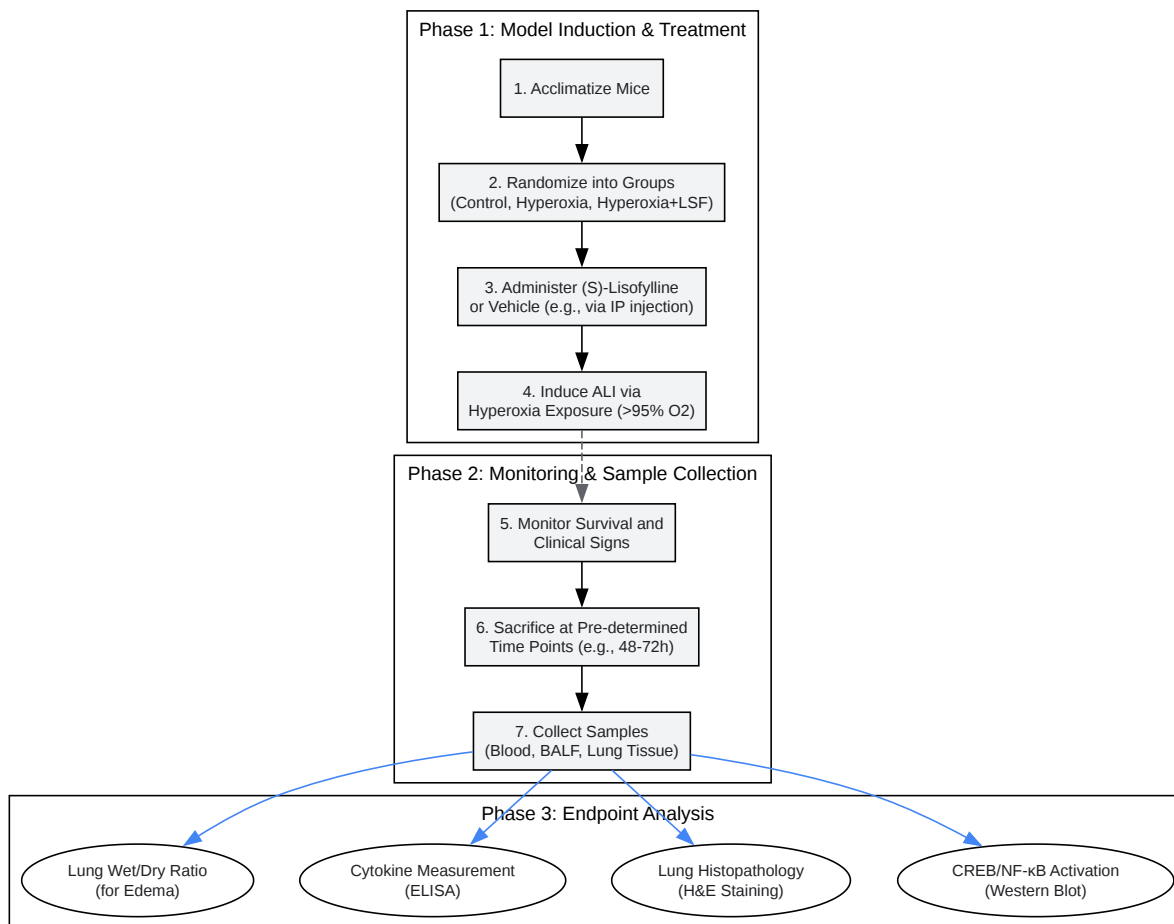 Phase 1: Model Induction & Treatment
1. Acclimatize Mice
2. Randomize into Groups
(Control, Hyperoxia, Hyperoxia+LSF)
3. Administer (S)-Lisofylline
or Vehicle (e.g., via IP injection)
4. Induce ALI via
Hyperoxia Exposure (>95% O2)
Phase 2: Monitoring & Sample Collection
5. Monitor Survival and
Clinical Signs
6. Sacrifice at Pre-determined
Time Points (e.g., 48-72h)
7. Collect Samples
(Blood, BALF, Lung Tissue)
Phase 3: Endpoint Analysis
Lung Wet/Dry Ratio
(for Edema)
Cytokine Measurement
(ELISA)
Lung Histopathology
(H&E Staining)
CREB/NF-κB Activation
(Western Blot)